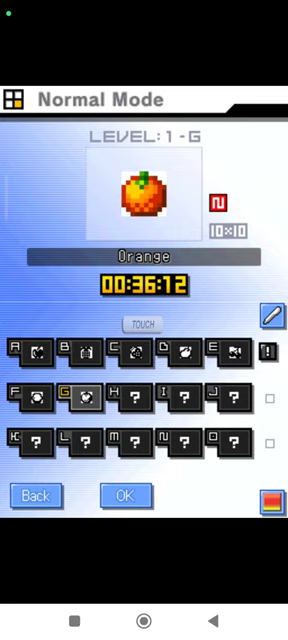 Normal Mode
LEVEL:1-G
N
10×10
Orange
00:36:12
TOUCH
A B C D E !
F G H ? I ? J ?
K ? L ? M ? N ? O ?
Back OK